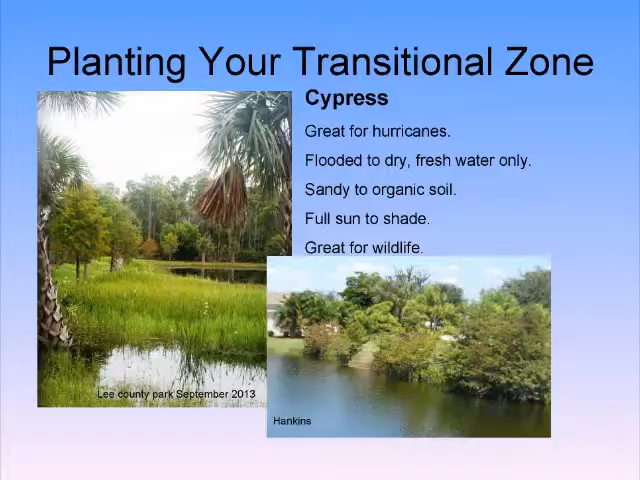 Planting Your Transitional Zone
Cypress
Great for hurricanes.
Flooded to dry, fresh water only.
Sandy to organic soil.
Full sun to shade.
Great for wildlife.
Lee county park September 2013
Hankins